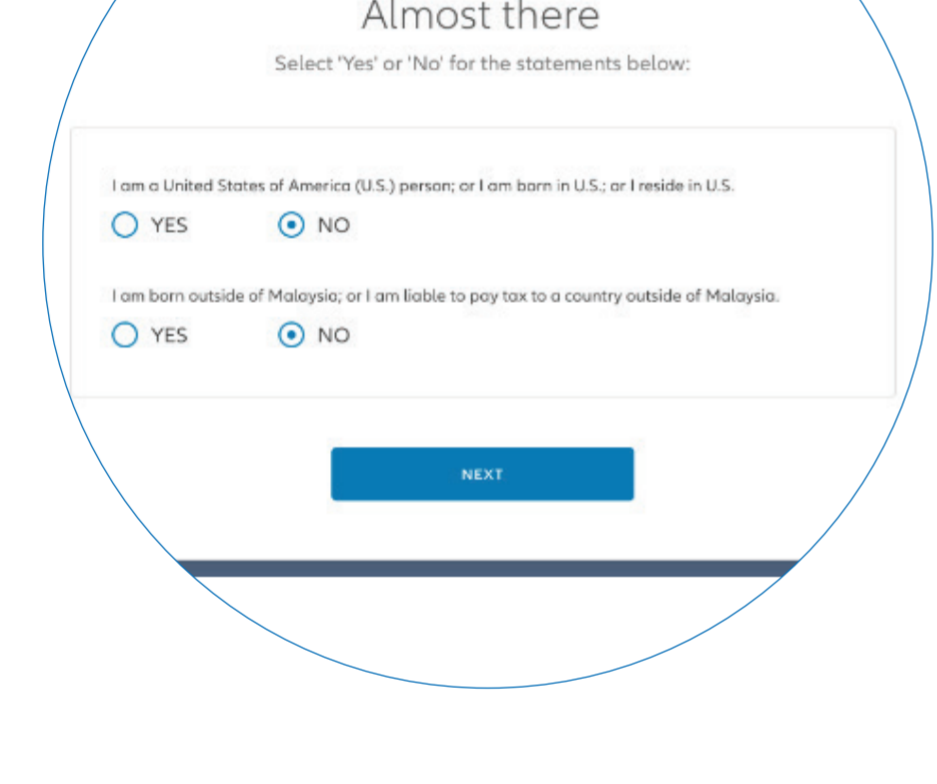 Almost there
Select 'Yes' or 'No' for the statements below:
I am a United States of America (U.S.) person; or I am born in U.S.; or I reside in U.S.
YES NO
I am born outside of Malaysia; or I am liable to pay tax to a country outside of Malaysia.
YES NO
NEXT